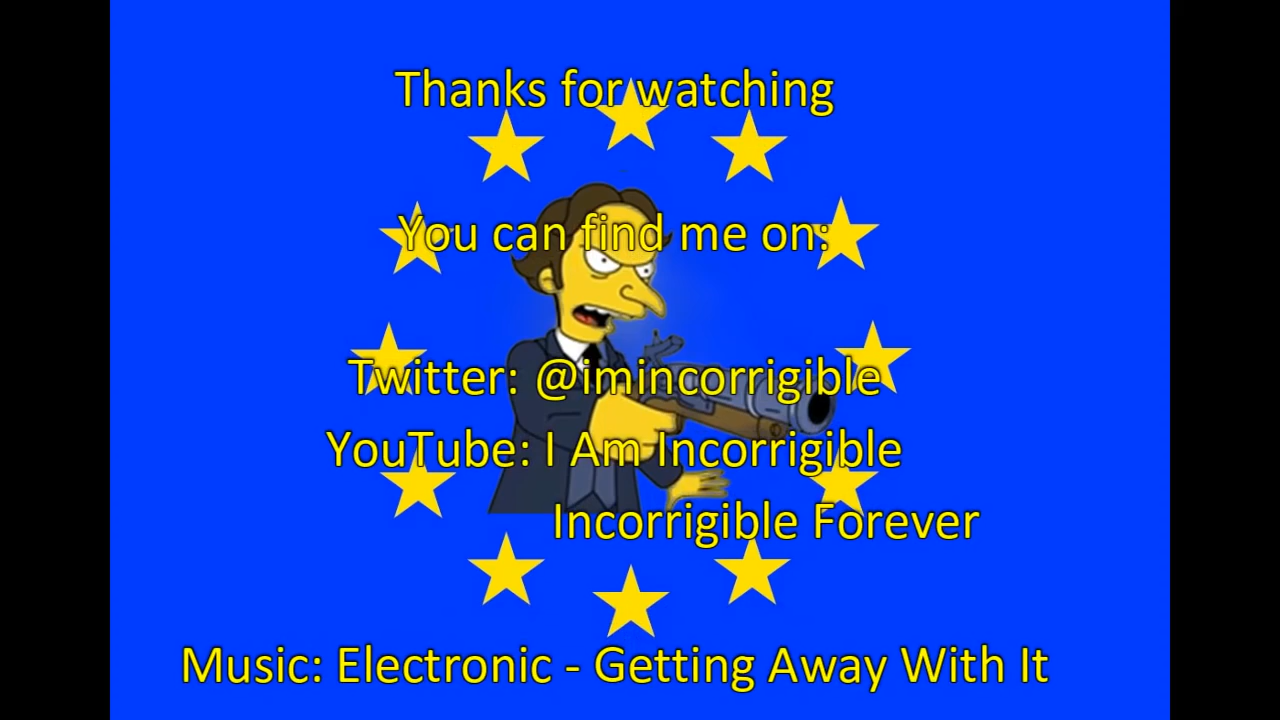 Thanks for watching
You can find me on:
Twitter: @imincorrigible
YouTube: I Am Incorrigible
Incorrigible Forever
Music: Electronic - Getting Away With It